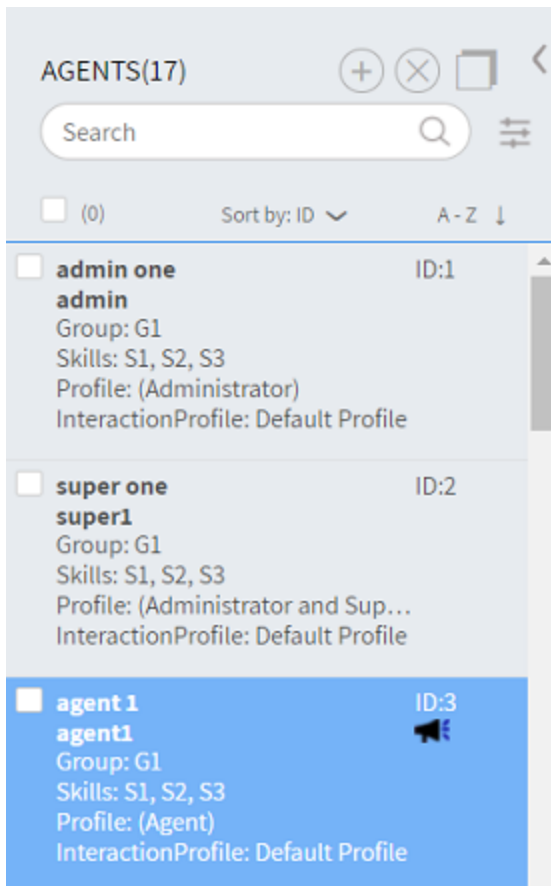 AGENTS(17)
Search
(0) Sort by: ID A - Z ↓
admin one ID:1
admin
Group: G1
Skills: S1, S2, S3
Profile: (Administrator)
InteractionProfile: Default Profile
super one ID:2
super1
Group: G1
Skills: S1, S2, S3
Profile: (Administrator and Sup...
InteractionProfile: Default Profile
agent 1 ID:3
agent1
Group: G1
Skills: S1, S2, S3
Profile: (Agent)
InteractionProfile: Default Profile